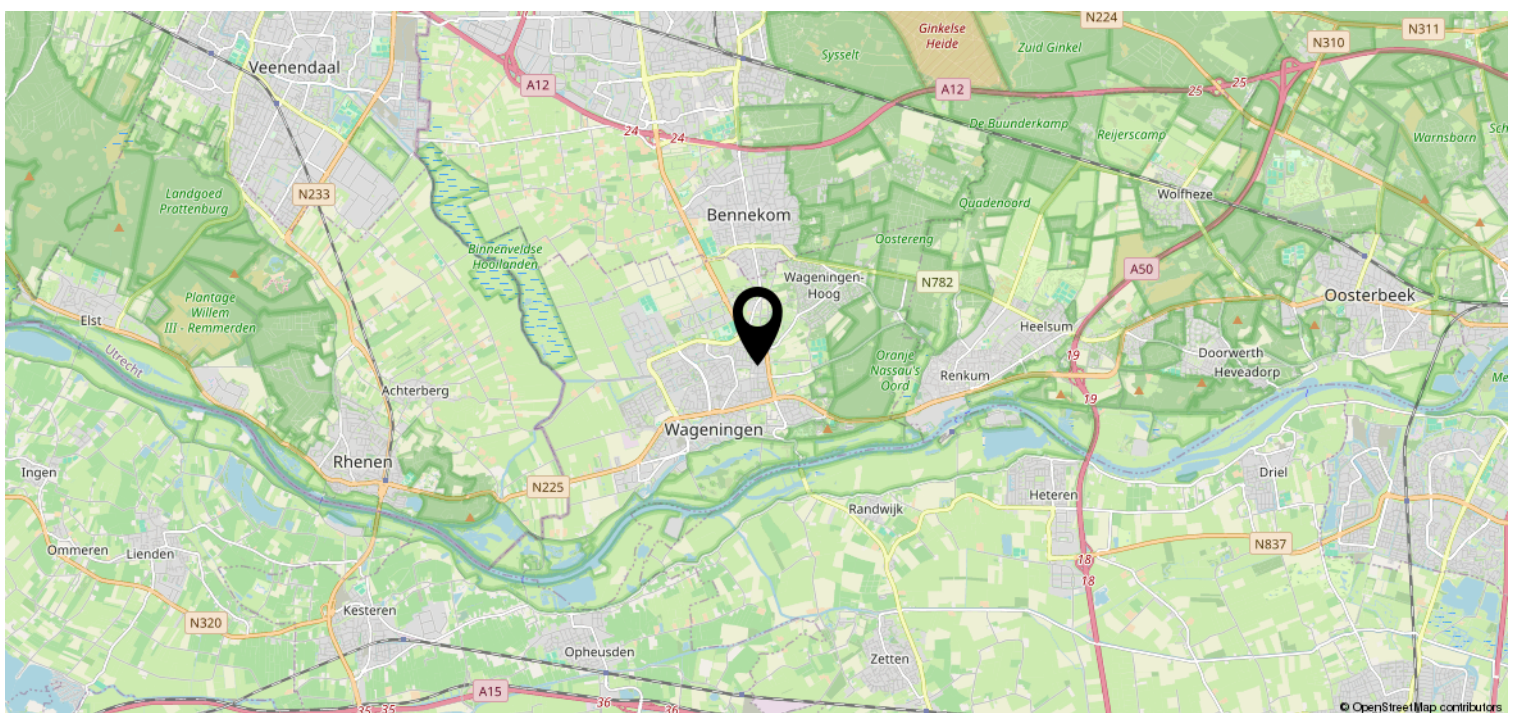 N224
Ginkelse
Heide
N311
N310
Sysselt
Zuid Ginkel
Veenendaal
A12
A12
25
25
24
24
De Buunderkamp
Reijerscamp
Warnsborn
Sch
Landgoed
Prattenburg
N233
Wolfheze
Quadenoord
Bennekom
Oostereng
Binnenveldse
Hooilanden
Wageningen-
Hoog
N782
A50
Plantage
Willem
III - Remmerden
Oosterbeek
Elst
Heelsum
Utrecht
Oranje
Nassau's
Oord
19
Doorwerth
Heveadorp
Renkum
Me
Achterberg
19
Wageningen
Rhenen
Ingen
Driel
N225
Heteren
Randwijk
Ommeren
Lienden
N837
18
18
Kesteren
N320
Opheusden
Zetten
A15
35
35
36
36
© OpenStreetMap contributors